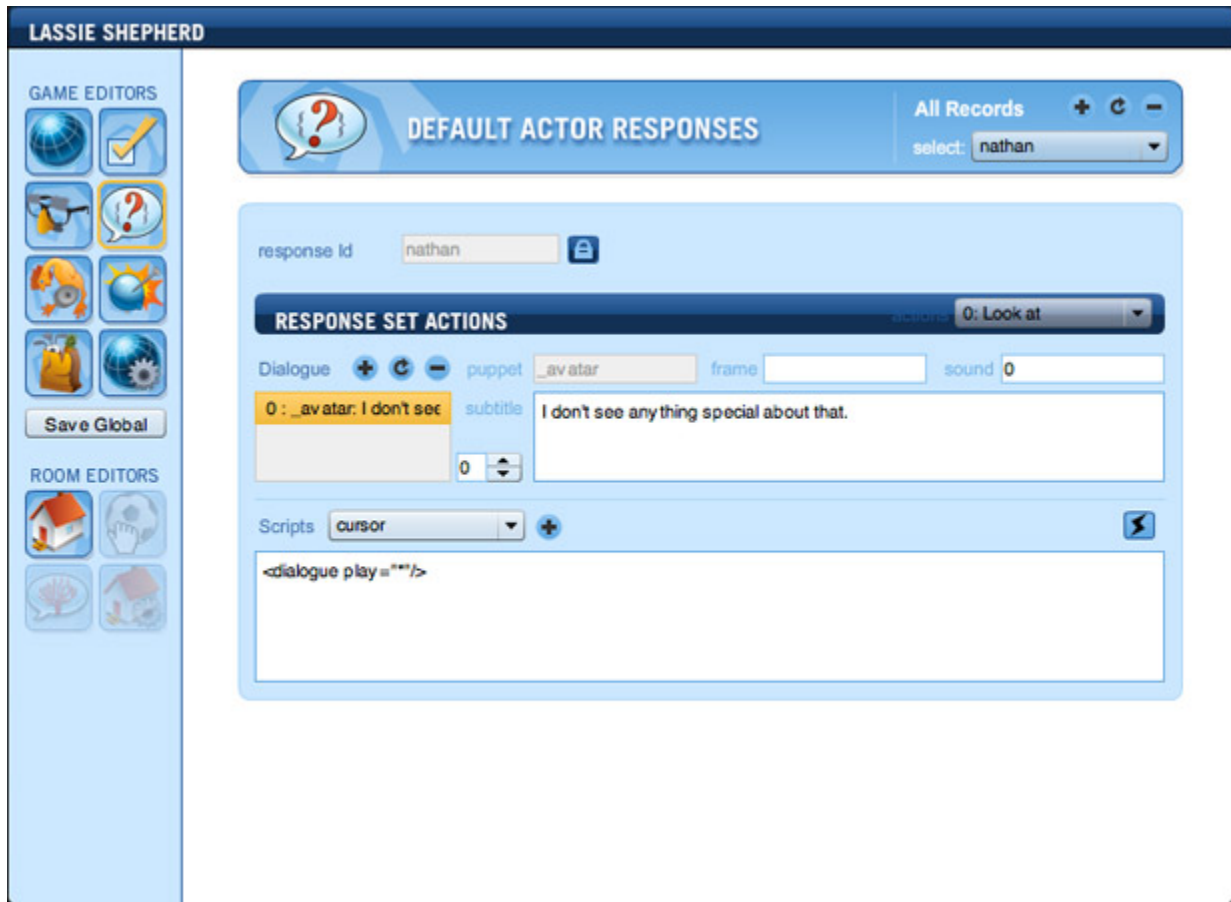 LASSIE SHEPHERD
GAME EDITORS
Save Global
ROOM EDITORS
DEFAULT ACTOR RESPONSES
All Records
select: nathan
response Id nathan
RESPONSE SET ACTIONS
actions 0: Look at
Dialogue puppet _avatar frame sound 0
0 : _avatar: I don't see subtitle I don't see anything special about that.
0
Scripts cursor
<dialogue play="*"/>